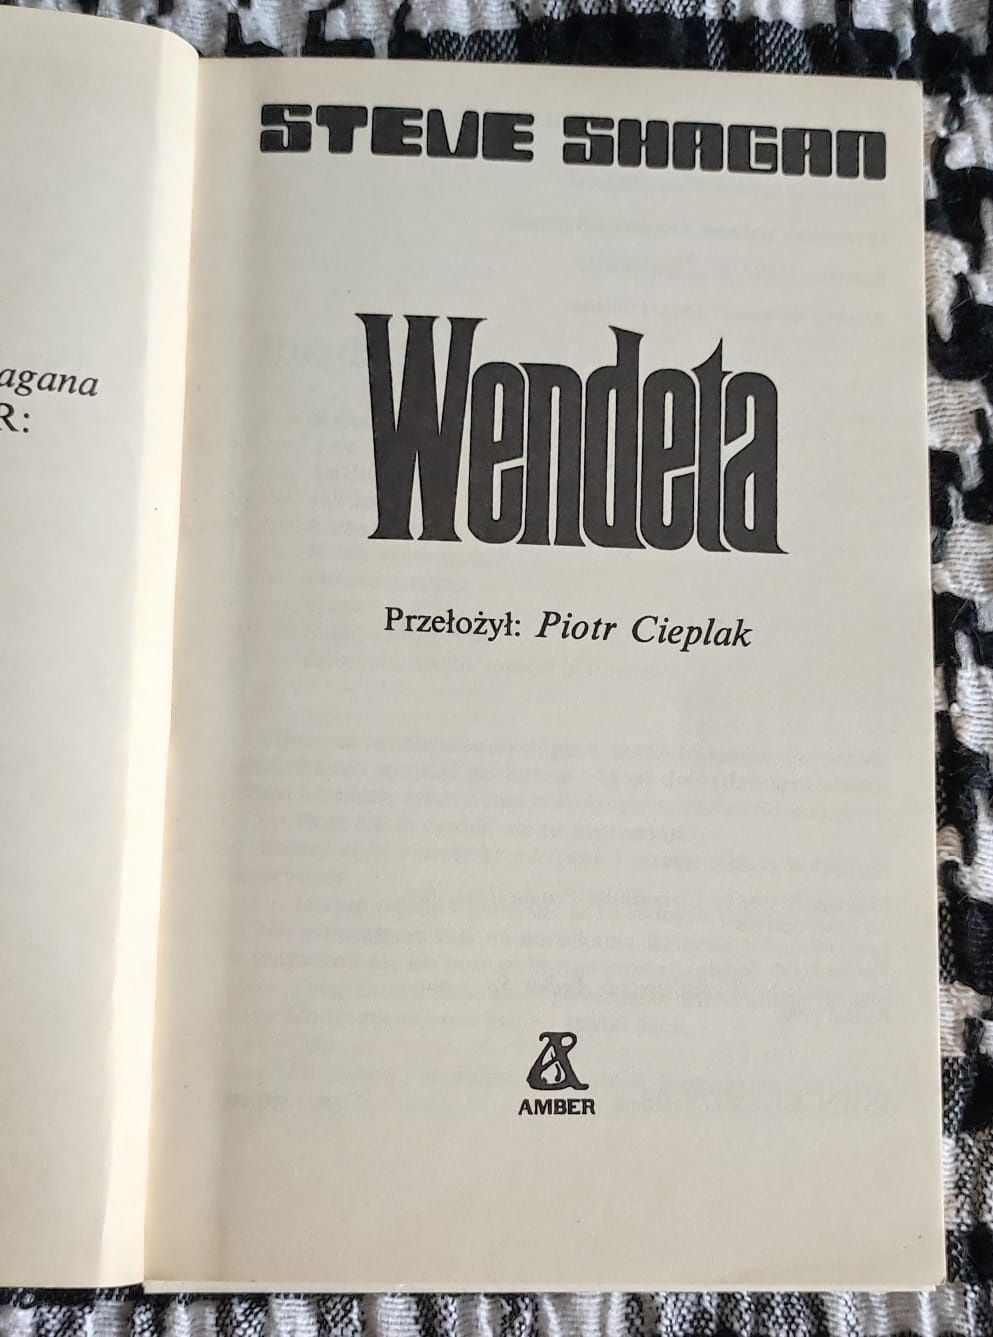 agana
R:
STEVE SHAGAN
Wendeta
Przełożył: Piotr Cieplak
AMBER